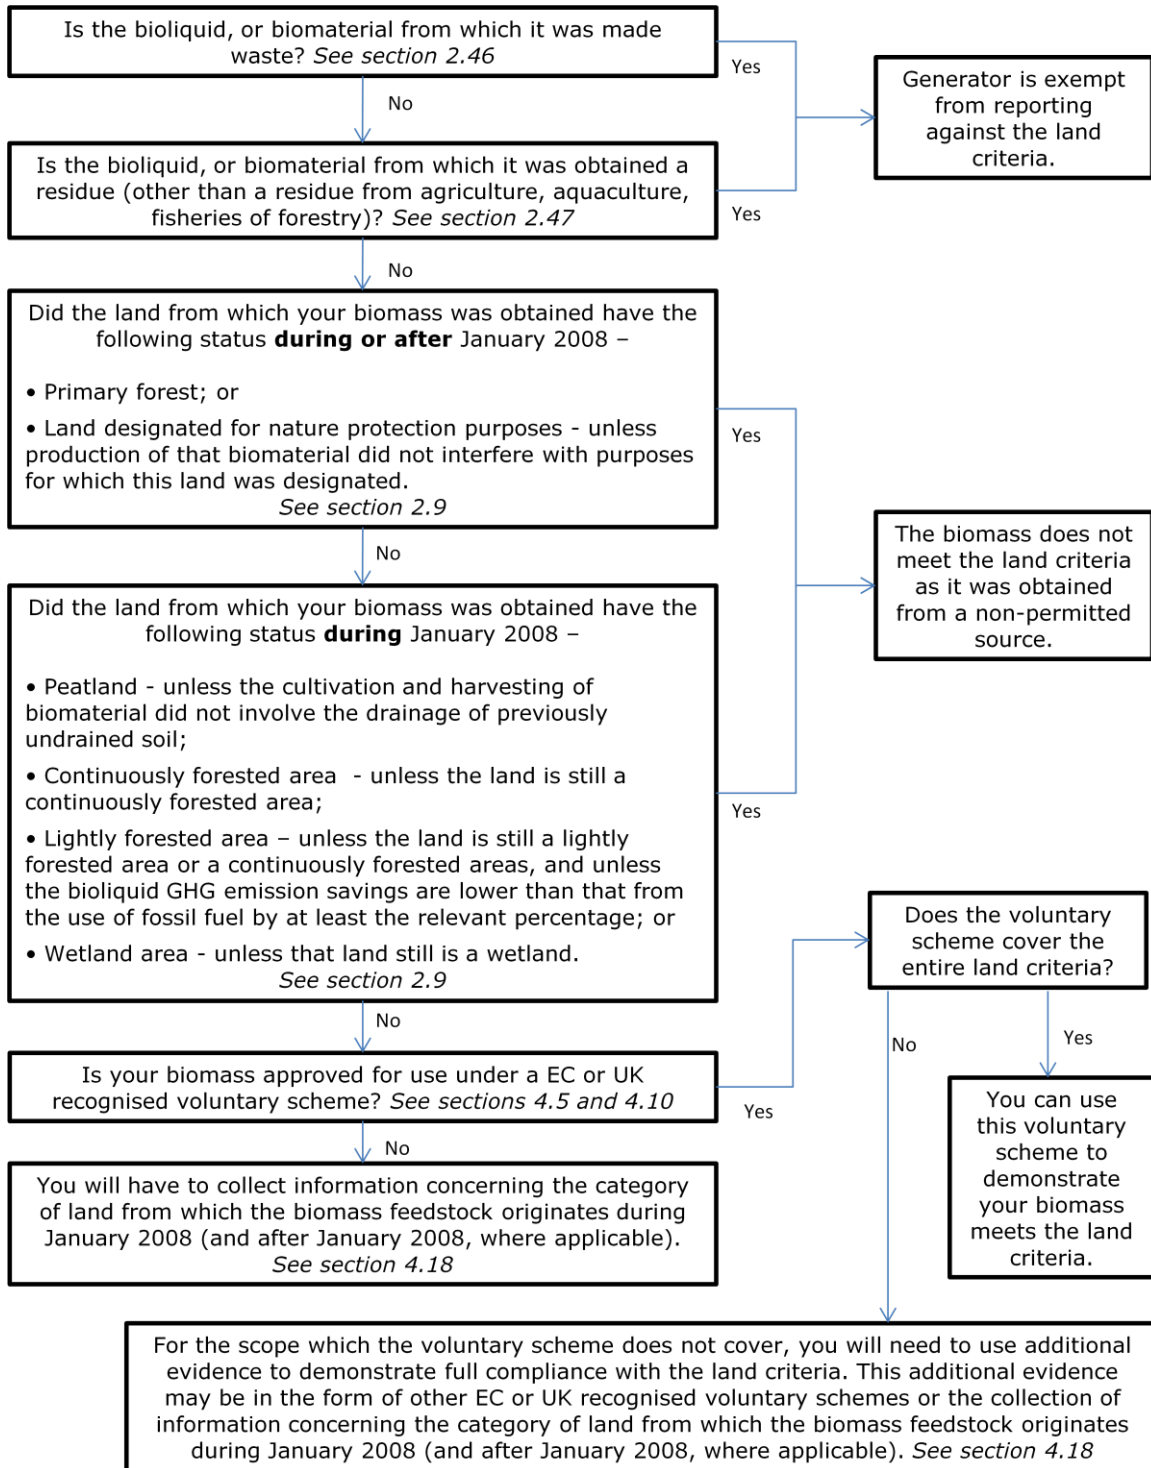 Is the bioliquid, or biomaterial from which it was made
waste? See section 2.46
Yes
No
Generator is exempt
from reporting
against the land
criteria.
Is the bioliquid, or biomaterial from which it was obtained a
residue (other than a residue from agriculture, aquaculture,
fisheries of forestry)? See section 2.47
Yes
No
Did the land from which your biomass was obtained have the
following status during or after January 2008 –
• Primary forest; or
• Land designated for nature protection purposes - unless
production of that biomaterial did not interfere with purposes
for which this land was designated.
See section 2.9
Yes
No
The biomass does not
meet the land criteria
as it was obtained
from a non-permitted
source.
Did the land from which your biomass was obtained have the
following status during January 2008 –
• Peatland - unless the cultivation and harvesting of
biomaterial did not involve the drainage of previously
undrained soil;
• Continuously forested area  - unless the land is still a
continuously forested area;
• Lightly forested area – unless the land is still a lightly
forested area or a continuously forested areas, and unless
the bioliquid GHG emission savings are lower than that from
the use of fossil fuel by at least the relevant percentage; or
• Wetland area - unless that land still is a wetland.
See section 2.9
Yes
No
Is your biomass approved for use under a EC or UK
recognised voluntary scheme? See sections 4.5 and 4.10
Yes
No
Does the voluntary
scheme cover the
entire land criteria?
No
Yes
You can use
this voluntary
scheme to
demonstrate
your biomass
meets the land
criteria.
You will have to collect information concerning the category
of land from which the biomass feedstock originates during
January 2008 (and after January 2008, where applicable).
See section 4.18
For the scope which the voluntary scheme does not cover, you will need to use additional
evidence to demonstrate full compliance with the land criteria. This additional evidence
may be in the form of other EC or UK recognised voluntary schemes or the collection of
information concerning the category of land from which the biomass feedstock originates
during January 2008 (and after January 2008, where applicable). See section 4.18